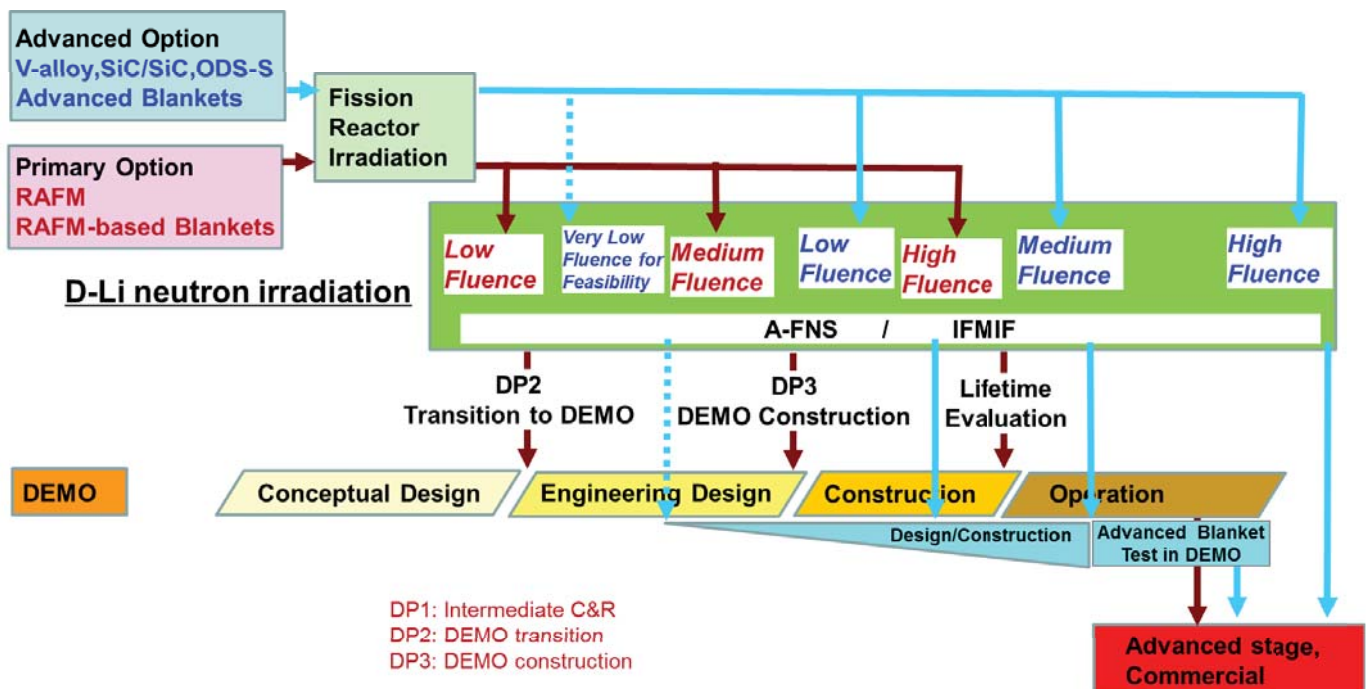 Advanced Option
V-alloy,SiC/SiC,ODS-S
Advanced Blankets
Primary Option
RAFM
RAFM-based Blankets
Fission
Reactor
Irradiation
D-Li neutron irradiation
Low
Fluence
Very Low
Fluence for
Feasibility
Medium
Fluence
Low
Fluence
High
Fluence
Medium
Fluence
High
Fluence
A-FNS / IFMIF
DP2
Transition to DEMO
DP3
DEMO Construction
Lifetime
Evaluation
DEMO
Conceptual Design
Engineering Design
Construction
Operation
Design/Construction
Advanced Blanket
Test in DEMO
DP1: Intermediate C&R
DP2: DEMO transition
DP3: DEMO construction
Advanced stage,
Commercial